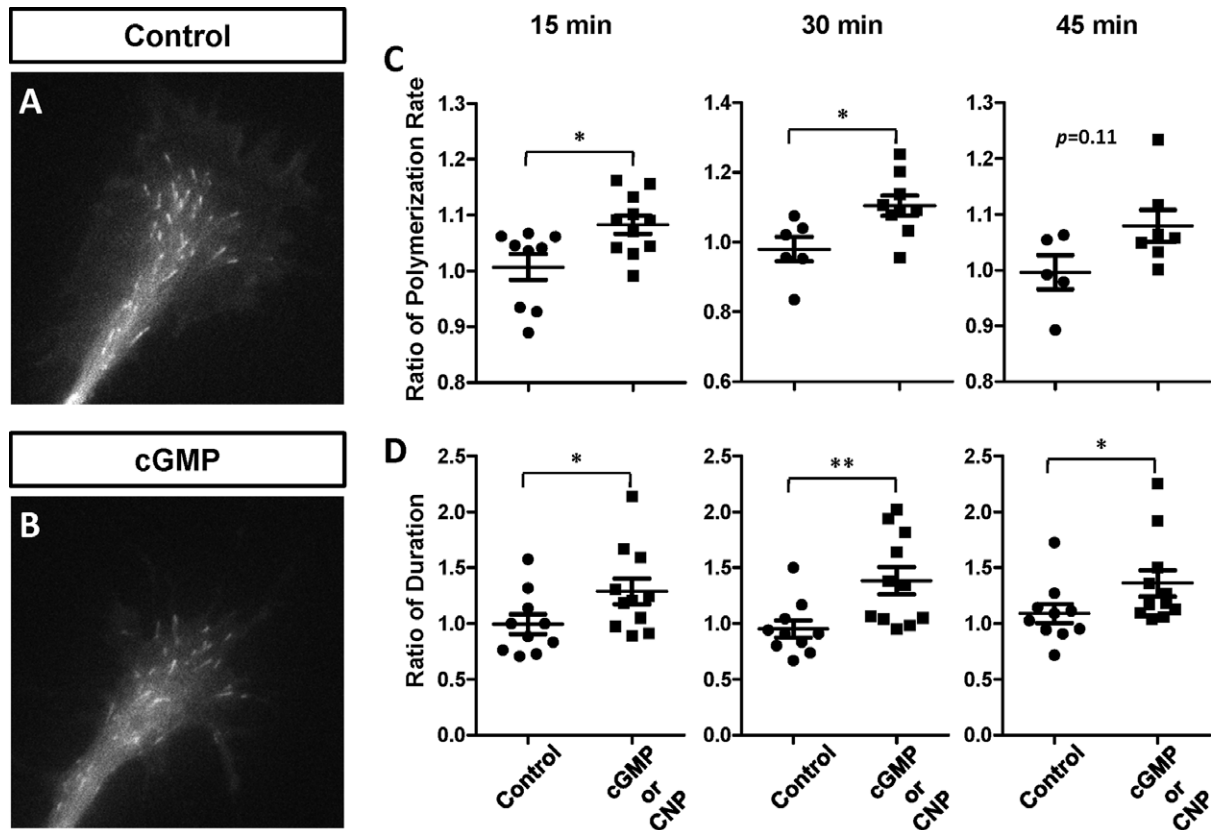 Control
A
cGMP
B
15 min
30 min
45 min
C
Ratio of Polymerization Rate
1.3
1.2
1.1
1.0
0.9
0.8
*
1.4
1.2
1.0
0.8
0.6
*
1.3
1.2
1.1
1.0
0.9
0.8
p=0.11
D
Ratio of Duration
2.5
2.0
1.5
1.0
0.5
0.0
*
Control
cGMP
or
CNP
2.5
2.0
1.5
1.0
0.5
0.0
**
Control
cGMP
or
CNP
2.5
2.0
1.5
1.0
0.5
0.0
*
Control
cGMP
or
CNP